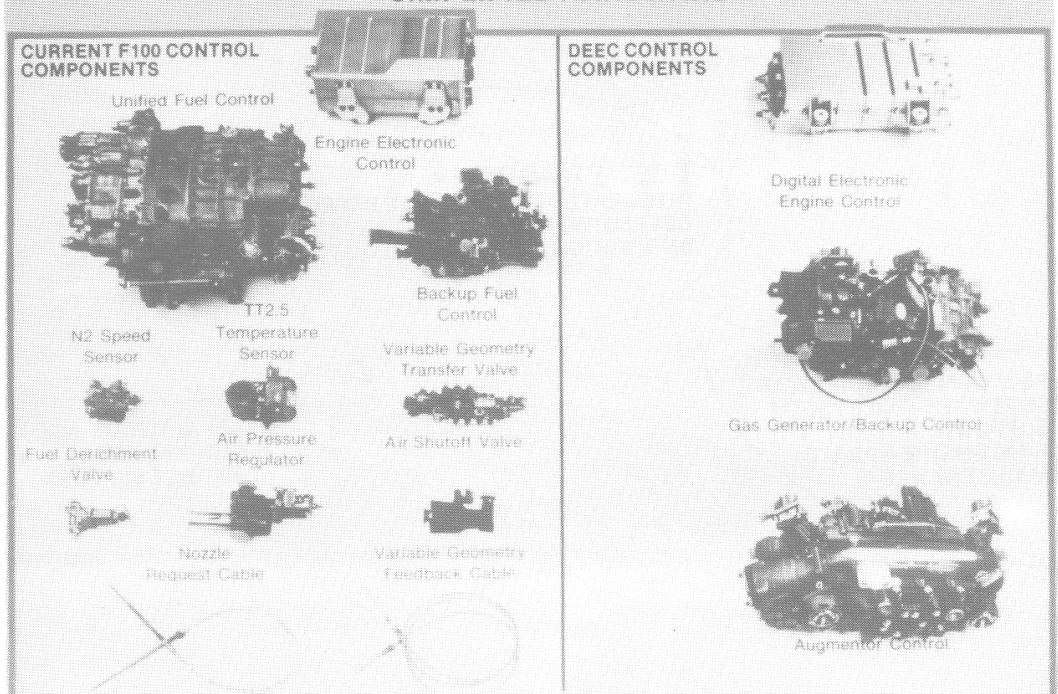 CURRENT F100 CONTROL
COMPONENTS
Unified Fuel Control
Engine Electronic
Control
Backup Fuel
Control
N2 Speed
Sensor
TT2.5
Temperature
Sensor
Variable Geometry
Transfer Valve
Fuel Derichment
Valve
Air Pressure
Regulator
Air Shutoff Valve
Nozzle
Request Cable
Variable Geometry
Feedback Cable
DEEC CONTROL
COMPONENTS
Digital Electronic
Engine Control
Gas Generator/Backup Control
Augmentor Control